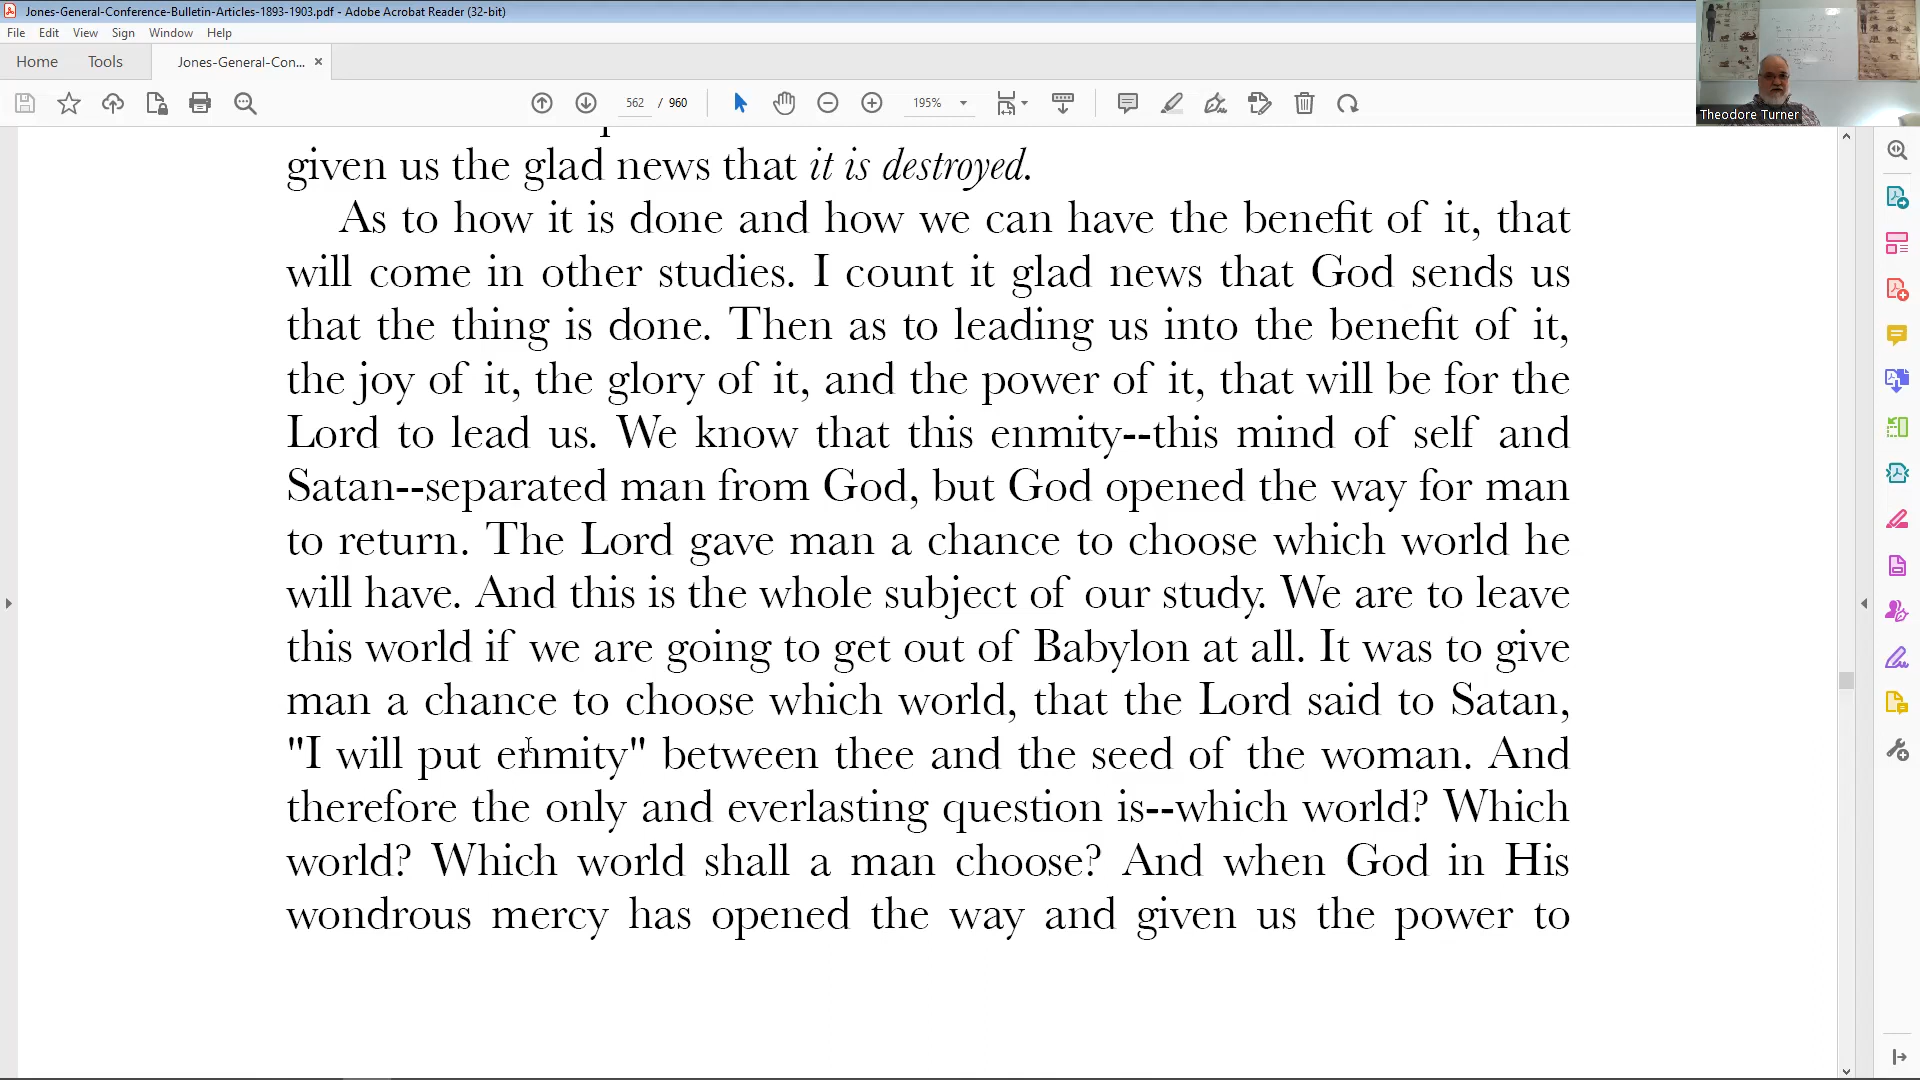 Jones-General-Conference-Bulletin-Articles-1893-1903.pdf - Adobe Acrobat Reader (32-bit)
File Edit View Sign Window Help
Home Tools Jones-General-Con... ×
562 / 960 195%
Theodore Turner
given us the glad news that it is destroyed.
As to how it is done and how we can have the benefit of it, that
will come in other studies. I count it glad news that God sends us
that the thing is done. Then as to leading us into the benefit of it,
the joy of it, the glory of it, and the power of it, that will be for the
Lord to lead us. We know that this enmity--this mind of self and
Satan--separated man from God, but God opened the way for man
to return. The Lord gave man a chance to choose which world he
will have. And this is the whole subject of our study. We are to leave
this world if we are going to get out of Babylon at all. It was to give
man a chance to choose which world, that the Lord said to Satan,
"I will put enmity" between thee and the seed of the woman. And
therefore the only and everlasting question is--which world? Which
world? Which world shall a man choose? And when God in His
wondrous mercy has opened the way and given us the power to